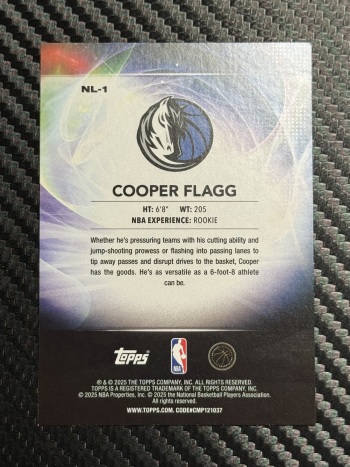 NL-1
COOPER FLAGG
HT: 6'8" WT: 205
NBA EXPERIENCE: ROOKIE
Whether he's pressuring teams with his cutting ability and
jump-shooting prowess or flashing into passing lanes to
tip away passes and disrupt drives to the basket, Cooper
has the goods. He's as versatile as a 6-foot-8 athlete
can be.
topps
NBA
® & © 2025 THE TOPPS COMPANY, INC. ALL RIGHTS RESERVED.
TOPPS IS A REGISTERED TRADEMARK OF THE TOPPS COMPANY, INC.
© 2025 NBA Properties, Inc. © 2025 the National Basketball Players Association.
All rights reserved.
WWW.TOPPS.COM. CODE#CMP121037